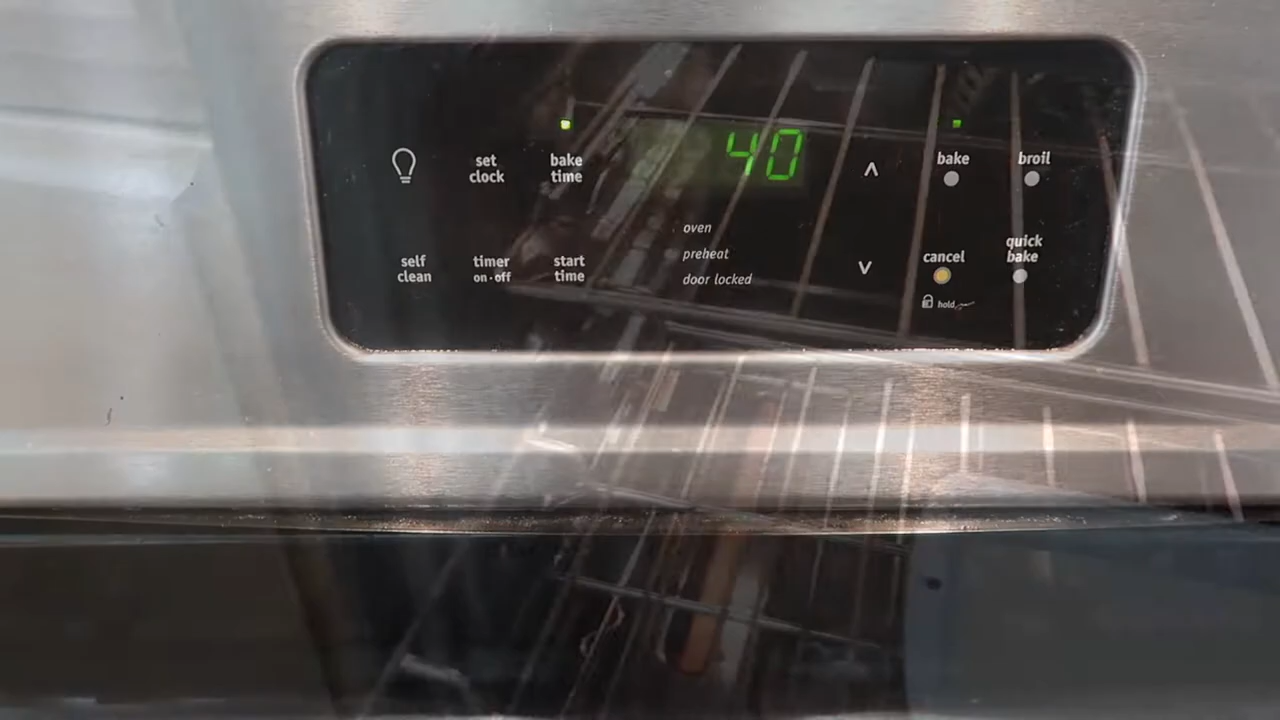 40
set
clock
bake
time
bake
broil
oven
preheat
door locked
self
clean
timer
on·off
start
time
cancel
hold
quick
bake